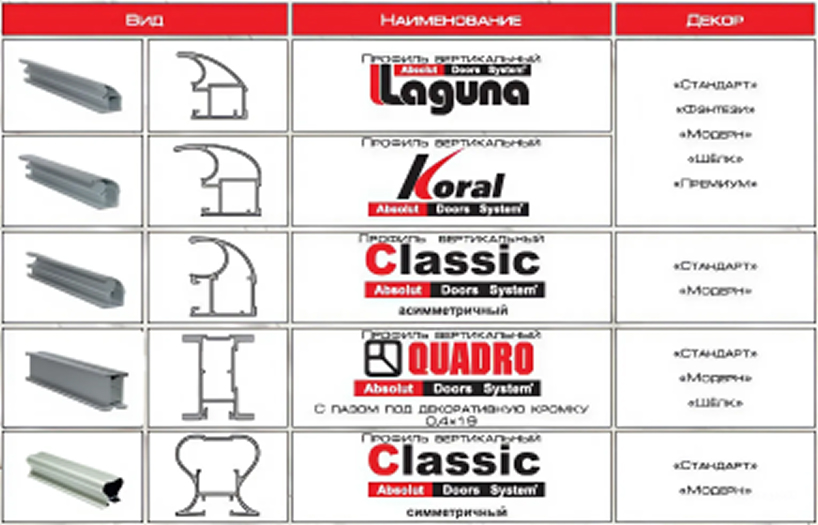 Вид
Наименование
Декор
Профиль вертикальный
Absolut Doors System
Laguna
Профиль вертикальный
Koral
Absolut Doors System
«Стандарт»
«Фэнтези»
«Модерн»
«Шёлк»
«Премиум»
Профиль вертикальный
Classic
Absolut Doors System
асимметричный
«Стандарт»
«Модерн»
Профиль вертикальный
QUADRO
Absolut Doors System
С пазом под декоративную кромку
0,4×19
«Стандарт»
«Модерн»
«Шёлк»
Профиль вертикальный
Classic
Absolut Doors System
симметричный
«Стандарт»
«Модерн»